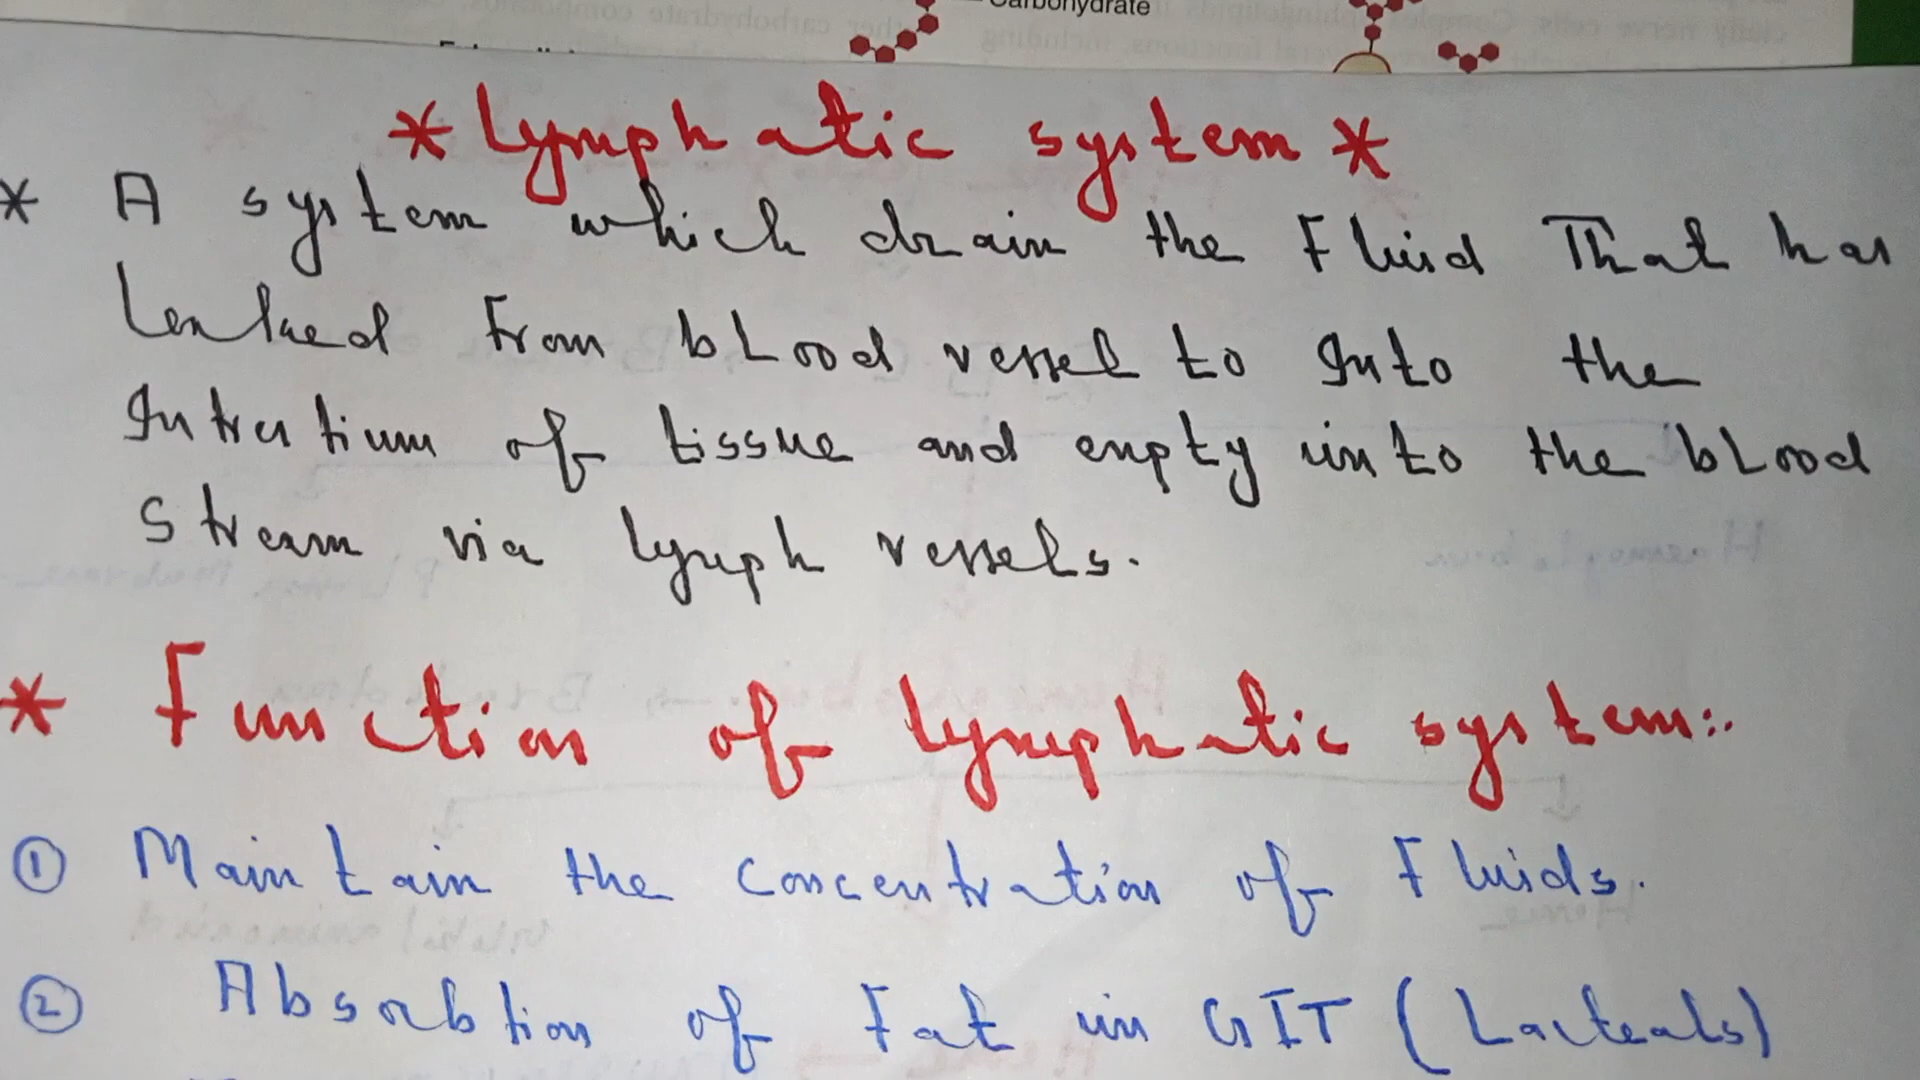 Carbohydrate
* Lymphatic system *
* A system which drain the Fluid That has
Leaked From bLood vessel to Into the
Intrstium of tissue and empty into the bLood
stream via lymph vessels.
* Function of lymphatic system:.
① Maintain the concentration of Fluids.
② Absorbtion of Fat in GIT (Lacteals)